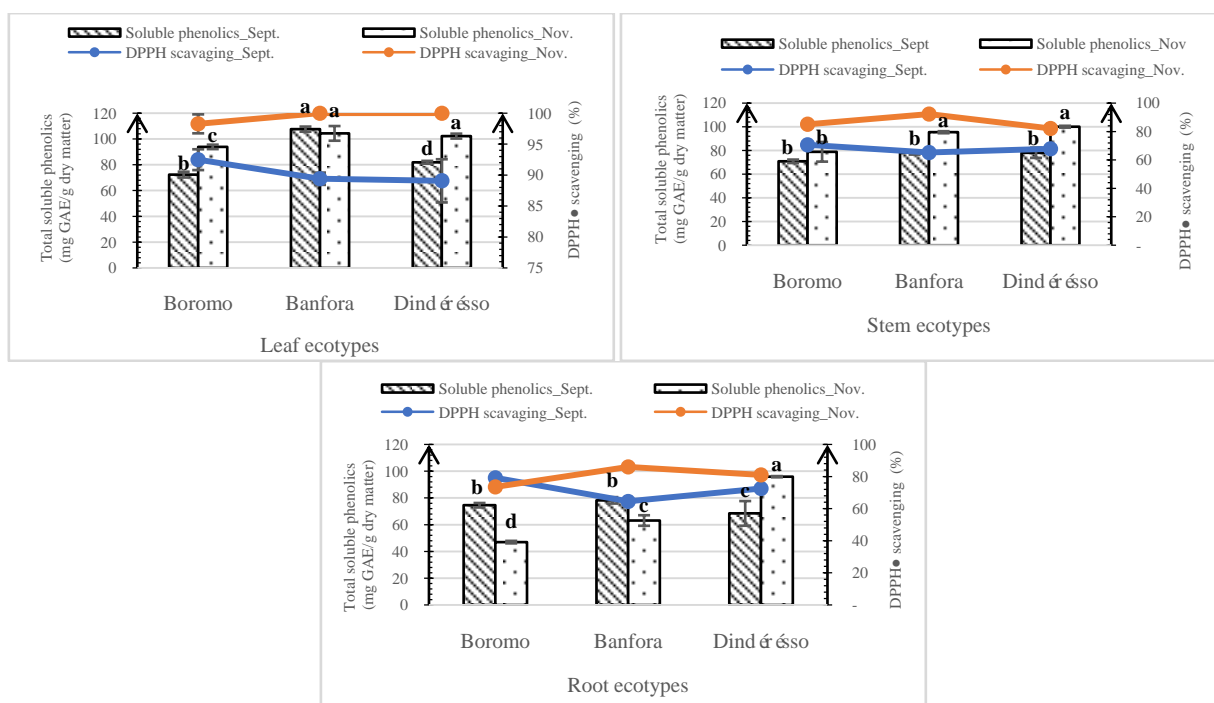 Soluble phenolics_Sept. Soluble phenolics_Nov.
DPPH scavaging_Sept. DPPH scavaging_Nov.
Total soluble phenolics
(mg GAE/g dry matter)
120
100
80
60
40
20
0
b c a a d a
100
95
90
85
80
75
DPPH● scavenging (%)
Boromo Banfora Dindérésso
Leaf ecotypes
Soluble phenolics_Sept Soluble phenolics_Nov
DPPH scavaging_Sept. DPPH scavaging_Nov.
Total soluble phenolics
(mg GAE/g dry matter)
120
100
80
60
40
20
0
b b b a b a
100
80
60
40
20
-
DPPH● scavenging (%)
Boromo Banfora Dindérésso
Stem ecotypes
Soluble phenolics_Sept. Soluble phenolics_Nov.
DPPH scavaging_Sept. DPPH scavaging_Nov.
Total soluble phenolics
(mg GAE/g dry matter)
120
100
80
60
40
20
0
b d b c c a
100
80
60
40
20
-
DPPH● scavenging (%)
Boromo Banfora Dindérésso
Root ecotypes